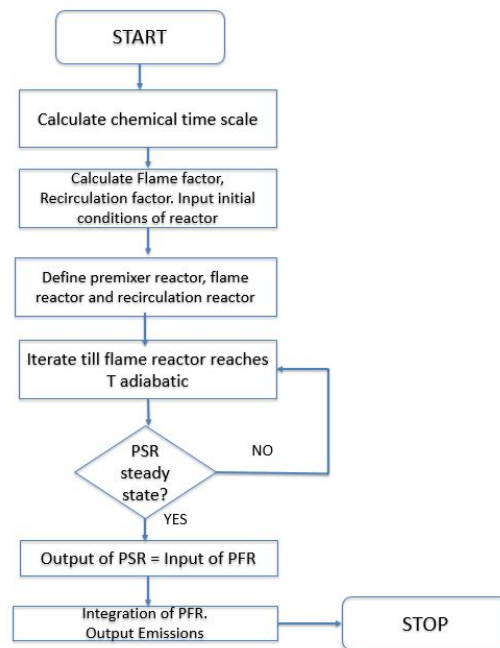 START
Calculate chemical time scale
Calculate Flame factor,
Recirculation factor. Input initial
conditions of reactor
Define premixer reactor, flame
reactor and recirculation reactor
Iterate till flame reactor reaches
T adiabatic
PSR
steady
state?
NO
YES
Output of PSR = Input of PFR
Integration of PFR.
Output Emissions
STOP